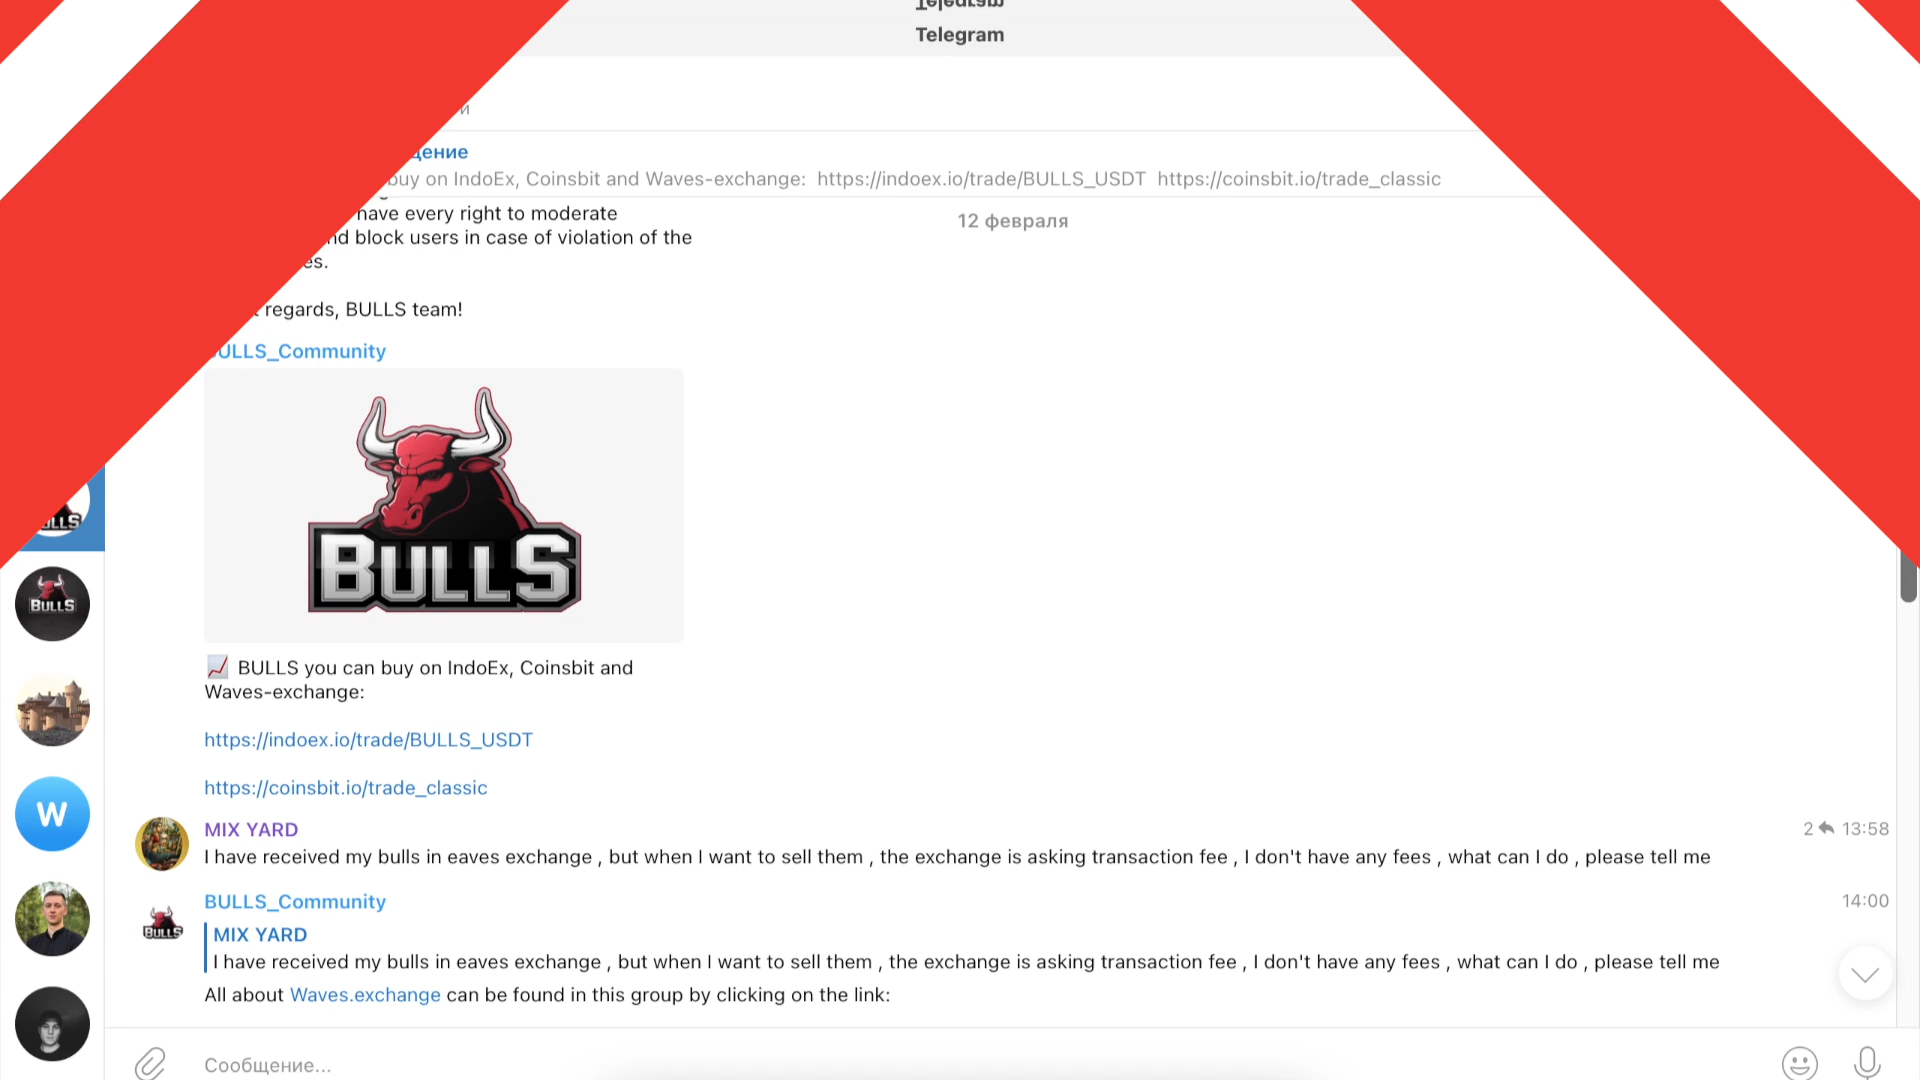 Telegram
Telegram
и
щение
buy on IndoEx, Coinsbit and Waves-exchange: https://indoex.io/trade/BULLS_USDT https://coinsbit.io/trade_classic
have every right to moderate
12 февраля
nd block users in case of violation of the
es.
regards, BULLS team!
BULLS_Community
BULLS
ULLS
BULLS
📈 BULLS you can buy on IndoEx, Coinsbit and
Waves-exchange:
https://indoex.io/trade/BULLS_USDT
https://coinsbit.io/trade_classic
W
MIX YARD
2 13:58
I have received my bulls in eaves exchange , but when I want to sell them , the exchange is asking transaction fee , I don't have any fees , what can I do , please tell me
BULLS_Community
14:00
BULLS
MIX YARD
I have received my bulls in eaves exchange , but when I want to sell them , the exchange is asking transaction fee , I don't have any fees , what can I do , please tell me
All about Waves.exchange can be found in this group by clicking on the link:
Сообщение...